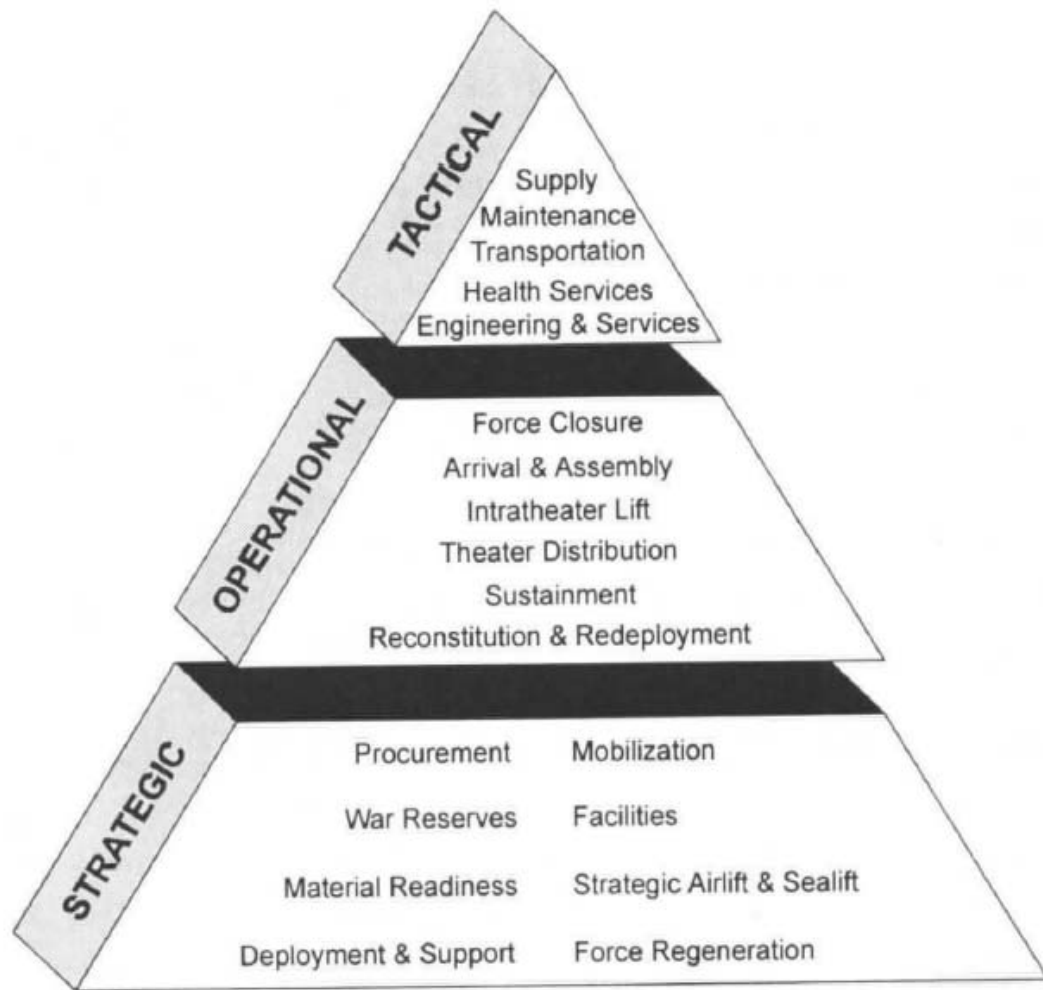 TACTICAL
Supply
Maintenance
Transportation
Health Services
Engineering & Services
OPERATIONAL
Force Closure
Arrival & Assembly
Intratheater Lift
Theater Distribution
Sustainment
Reconstitution & Redeployment
STRATEGIC
Procurement Mobilization
War Reserves Facilities
Material Readiness Strategic Airlift & Sealift
Deployment & Support Force Regeneration